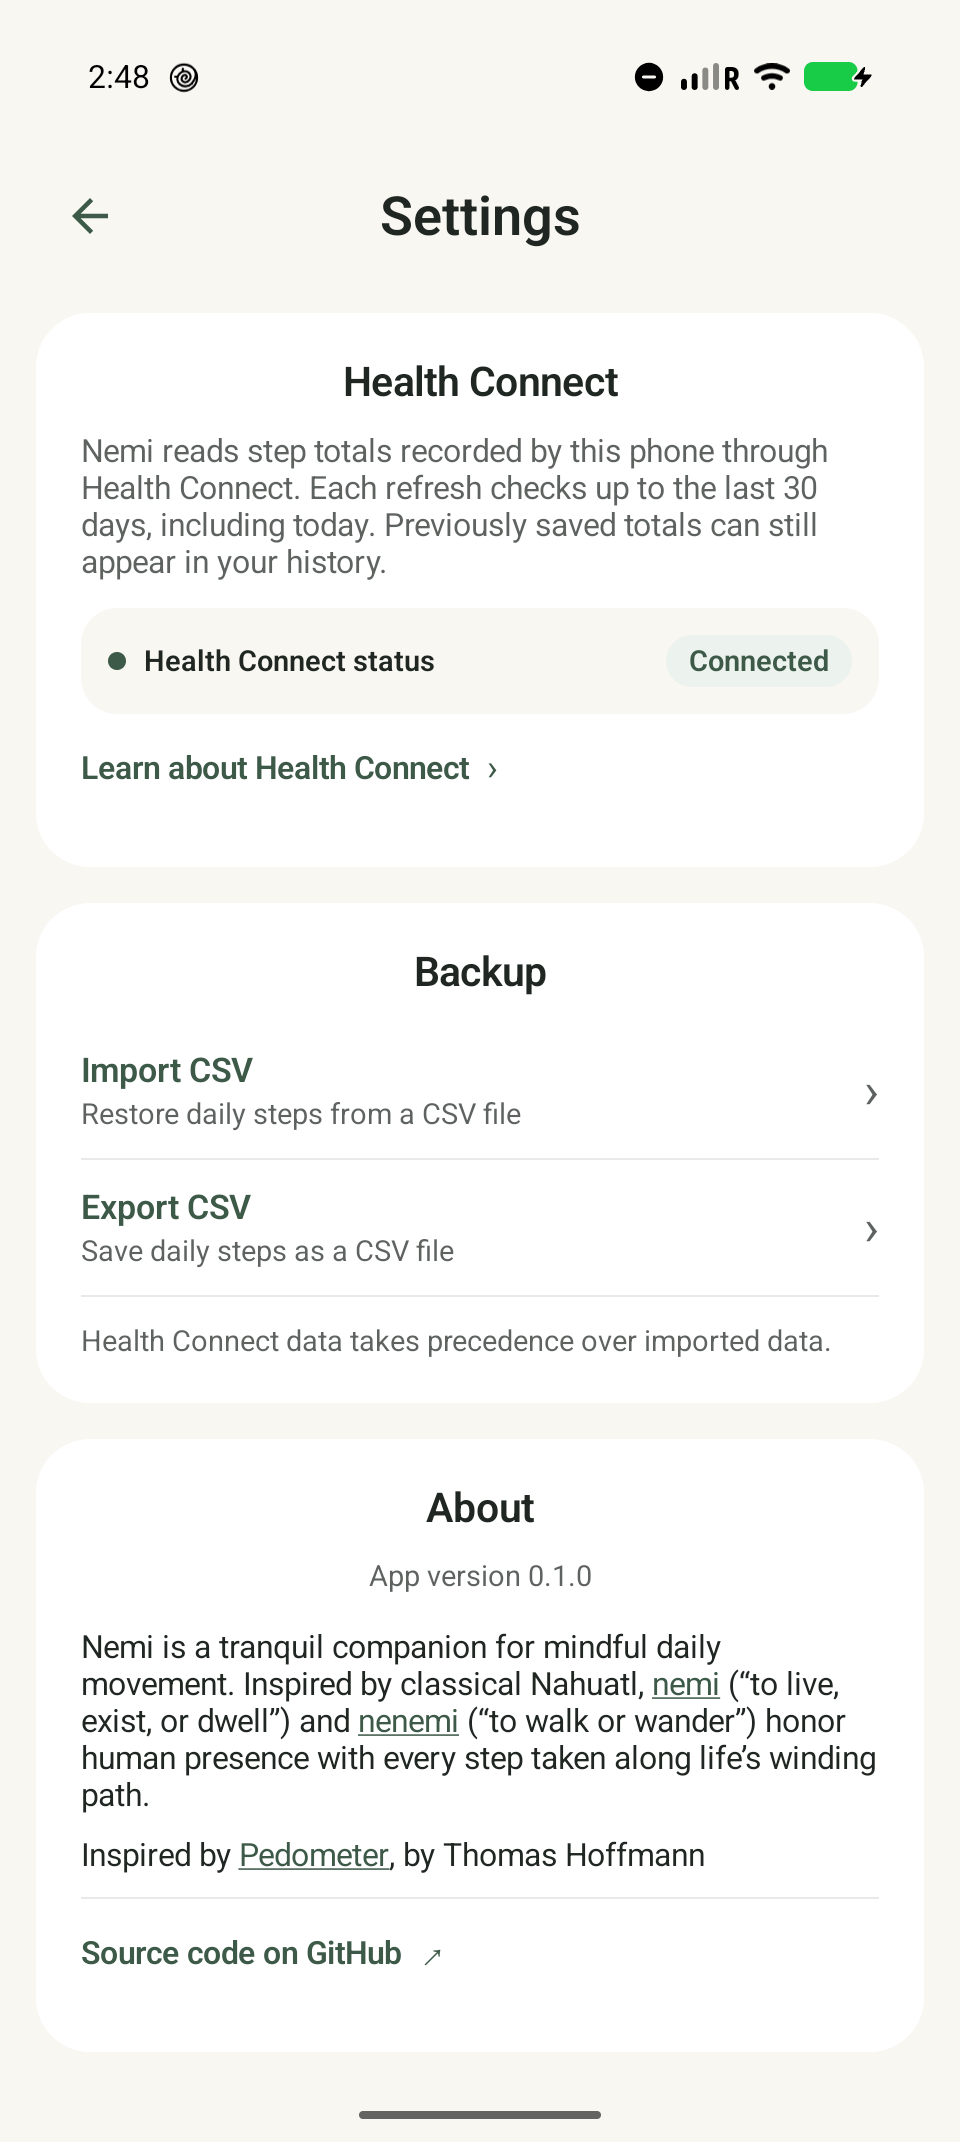 2:48
R
Settings
Health Connect
Nemi reads step totals recorded by this phone through
Health Connect. Each refresh checks up to the last 30
days, including today. Previously saved totals can still
appear in your history.
Health Connect status
Connected
Learn about Health Connect ›
Backup
Import CSV
Restore daily steps from a CSV file
›
Export CSV
Save daily steps as a CSV file
›
Health Connect data takes precedence over imported data.
About
App version 0.1.0
Nemi is a tranquil companion for mindful daily
movement. Inspired by classical Nahuatl, nemi (“to live,
exist, or dwell”) and nenemi (“to walk or wander”) honor
human presence with every step taken along life’s winding
path.
Inspired by Pedometer, by Thomas Hoffmann
Source code on GitHub ↗